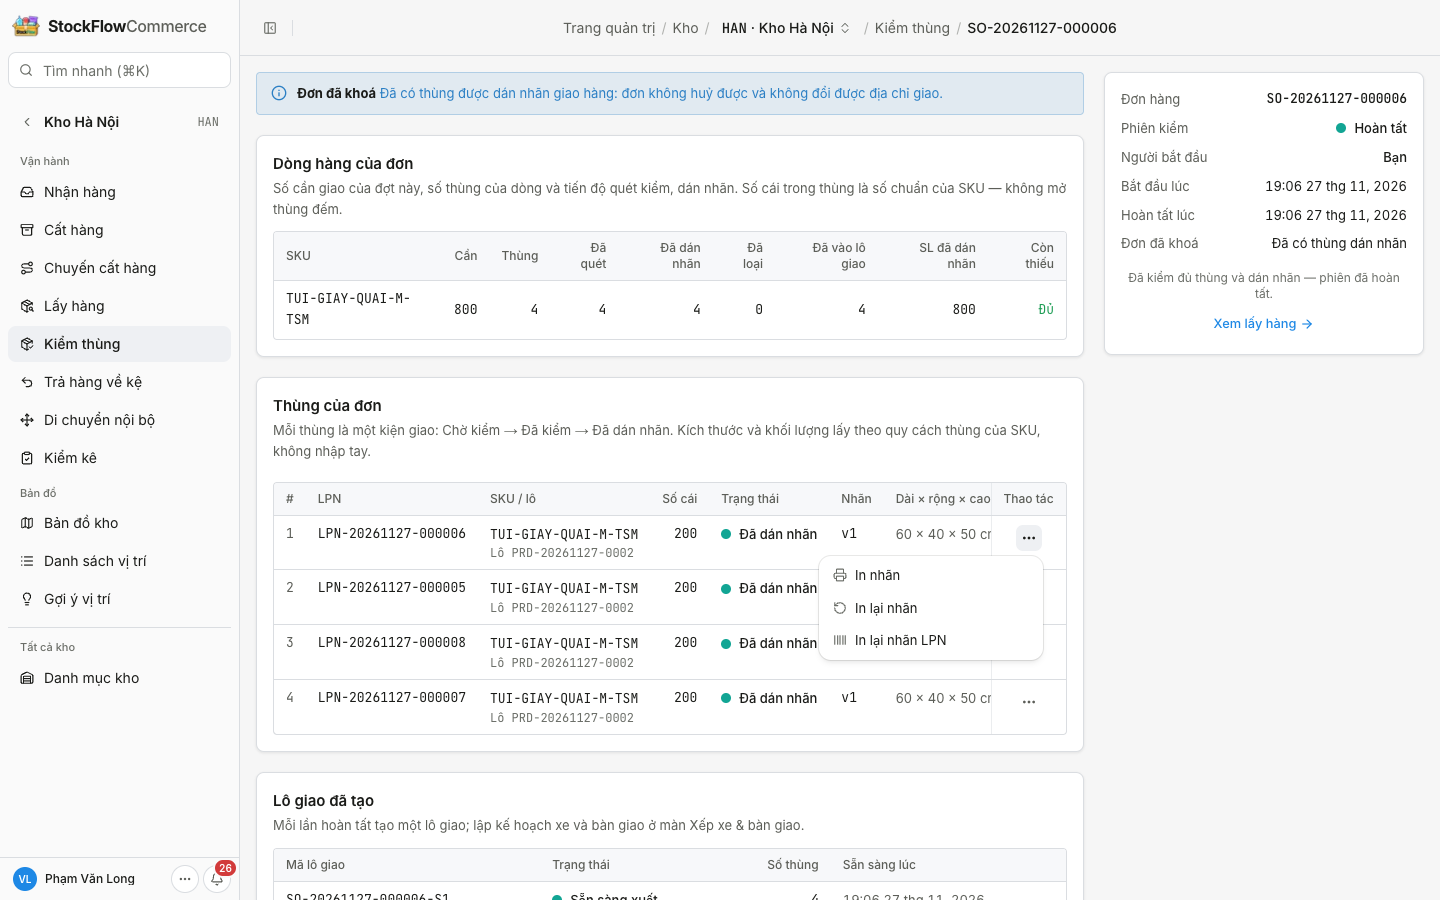 StockFlowCommerce
Tìm nhanh (⌘K)
Kho Hà Nội HAN
Vận hành
Nhận hàng
Cất hàng
Chuyến cất hàng
Lấy hàng
Kiểm thùng
Trả hàng về kệ
Di chuyển nội bộ
Kiểm kê
Bản đồ
Bản đồ kho
Danh sách vị trí
Gợi ý vị trí
Tất cả kho
Danh mục kho
VL Phạm Văn Long ... 26
Trang quản trị / Kho / HAN · Kho Hà Nội / Kiểm thùng / SO-20261127-000006
Đơn đã khoá Đã có thùng được dán nhãn giao hàng: đơn không huỷ được và không đổi được địa chỉ giao.
Dòng hàng của đơn
Số cần giao của đợt này, số thùng của dòng và tiến độ quét kiểm, dán nhãn. Số cái trong thùng là số chuẩn của SKU — không mở
thùng đếm.
SKU Cần Thùng Đã quét Đã dán nhãn Đã loại Đã vào lô giao SL đã dán nhãn Còn thiếu
TUI-GIAY-QUAI-M-TSM 800 4 4 4 0 4 800 Đủ
Thùng của đơn
Mỗi thùng là một kiện giao: Chờ kiểm → Đã kiểm → Đã dán nhãn. Kích thước và khối lượng lấy theo quy cách thùng của SKU,
không nhập tay.
# LPN SKU / lô Số cái Trạng thái Nhãn Dài × rộng × cao Thao tác
1 LPN-20261127-000006 TUI-GIAY-QUAI-M-TSM 200 Đã dán nhãn v1 60 × 40 × 50 cm ...
Lô PRD-20261127-0002
2 LPN-20261127-000005 TUI-GIAY-QUAI-M-TSM 200 Đã dán nhãn
Lô PRD-20261127-0002
3 LPN-20261127-000008 TUI-GIAY-QUAI-M-TSM 200 Đã dán nhãn
Lô PRD-20261127-0002
4 LPN-20261127-000007 TUI-GIAY-QUAI-M-TSM 200 Đã dán nhãn v1 60 × 40 × 50 cm ...
Lô PRD-20261127-0002
In nhãn
In lại nhãn
In lại nhãn LPN
Lô giao đã tạo
Mỗi lần hoàn tất tạo một lô giao; lập kế hoạch xe và bàn giao ở màn Xếp xe & bàn giao.
Mã lô giao Trạng thái Số thùng Sẵn sàng lúc
SO-20261127-000006-S1 Sẵn sàng xuất 4 19:06 27 thg 11, 2026
Đơn hàng SO-20261127-000006
Phiên kiểm Hoàn tất
Người bắt đầu Bạn
Bắt đầu lúc 19:06 27 thg 11, 2026
Hoàn tất lúc 19:06 27 thg 11, 2026
Đơn đã khoá Đã có thùng dán nhãn
Đã kiểm đủ thùng và dán nhãn — phiên đã hoàn
tất.
Xem lấy hàng →